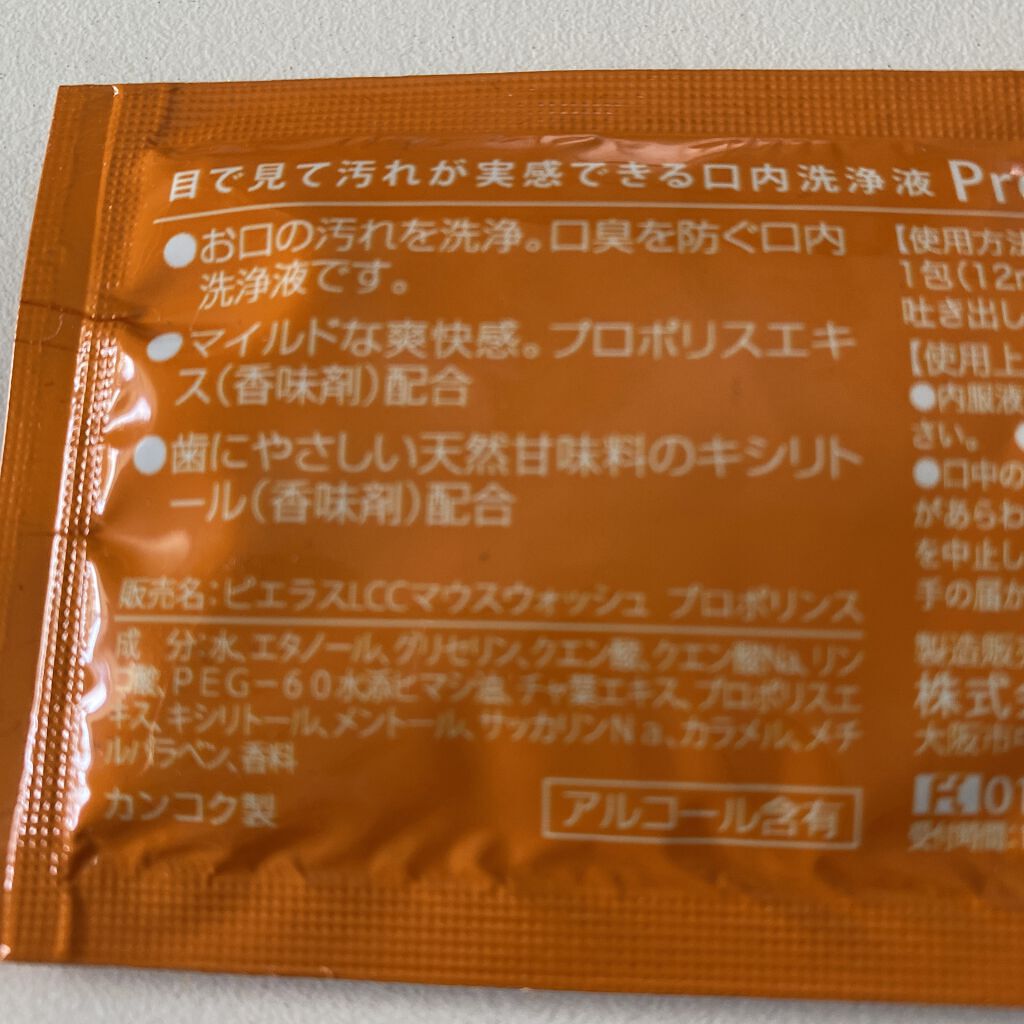 目で見て汚れが実感できる口内洗浄液 Pro
●お口の汚れを洗浄。口臭を防ぐ口内
洗浄液です。
●マイルドな爽快感。プロポリスエキ
ス(香味剤)配合
●歯にやさしい天然甘味料のキシリト
ール(香味剤)配合
販売名:ピエラスLCCマウスウォッシュ プロポリンス
成 分:水、エタノール、グリセリン、クエン酸、クエン酸Na、リン
ゴ酸、PEG-60水添ヒマシ油、チャ葉エキス、プロポリスエ
キス、キシリトール、メントール、サッカリンNa、カラメル、メチ
ルパラベン、香料
カンコク製
アルコール含有
【使用方法
1包(12m
吐き出し
【使用上
●内服液
さい。
●口中の
があらわ
を中止し
手の届か
製造販売
株式会
大阪市中
01
受付時間: